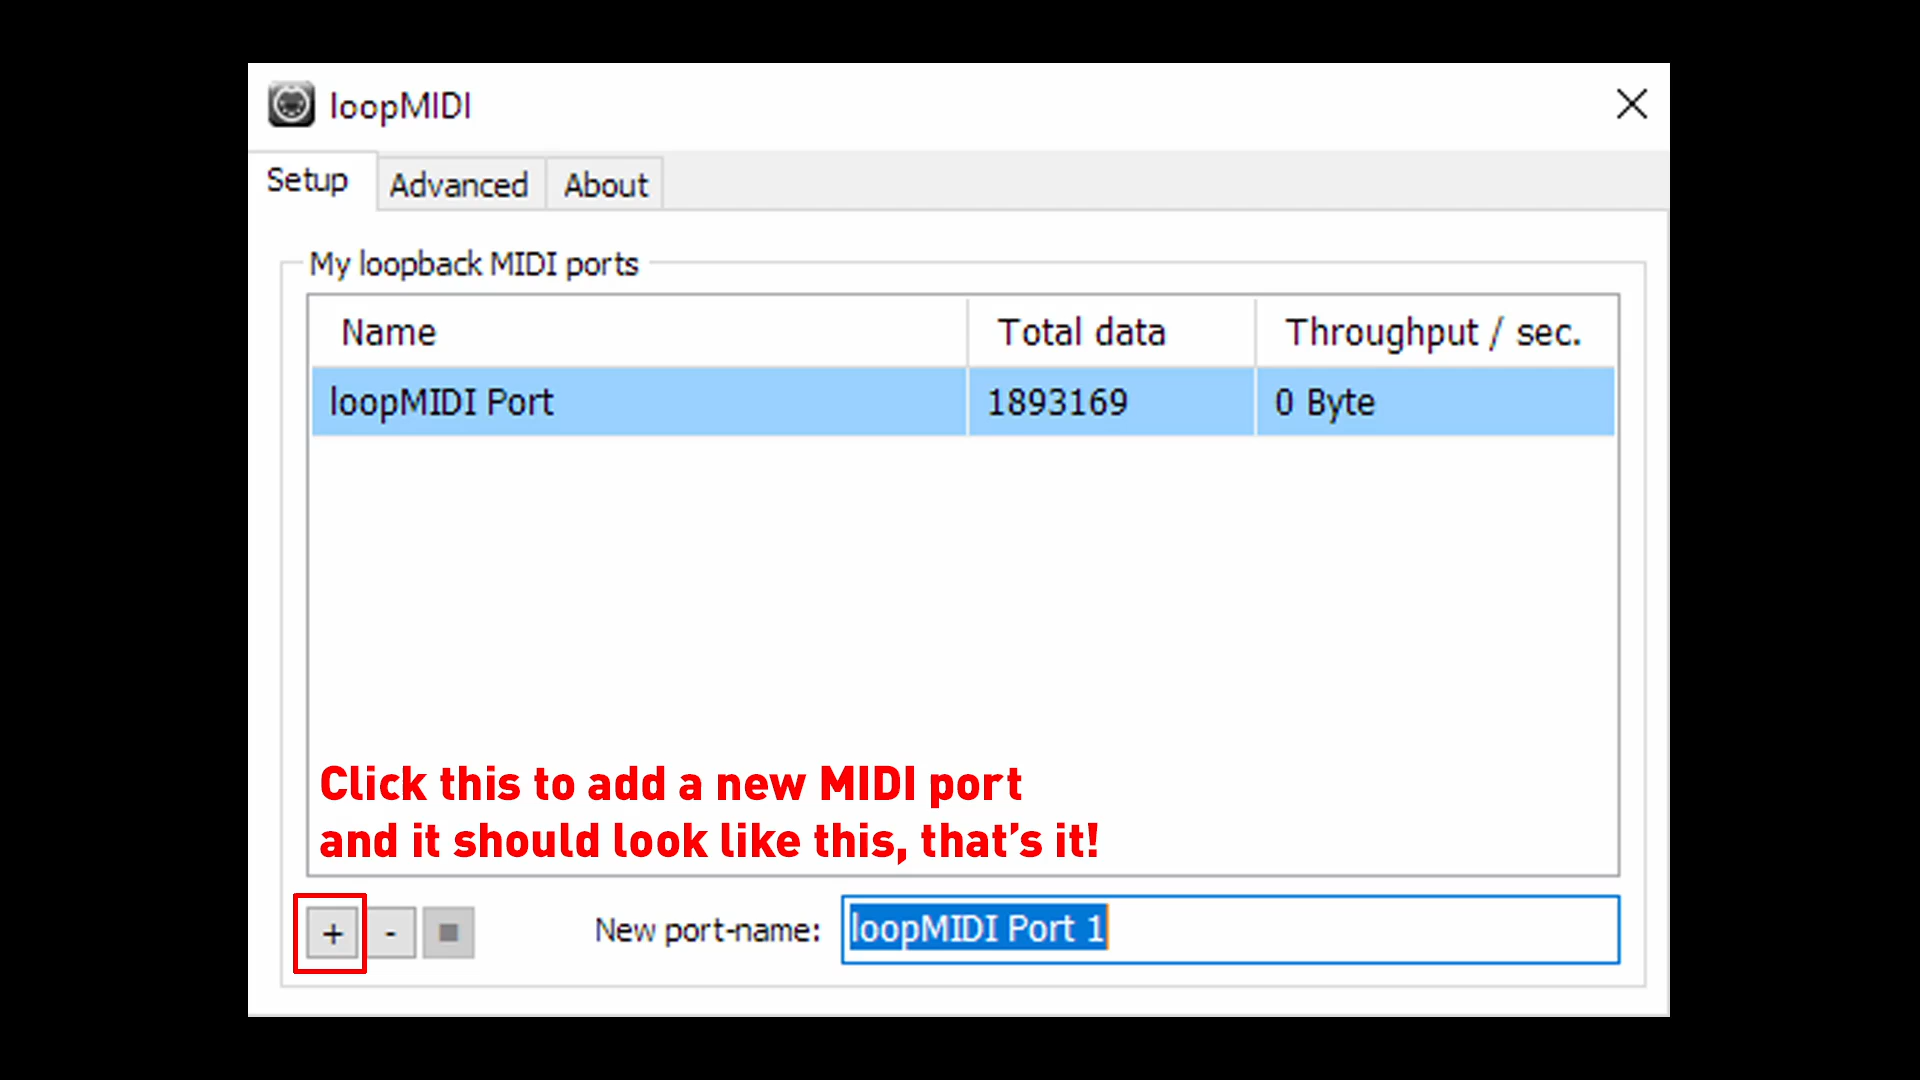 loopMIDI
Setup Advanced About
My loopback MIDI ports
Name Total data Throughput / sec.
loopMIDI Port 1893169 0 Byte
Click this to add a new MIDI port
and it should look like this, that's it!
+ - New port-name: loopMIDI Port 1